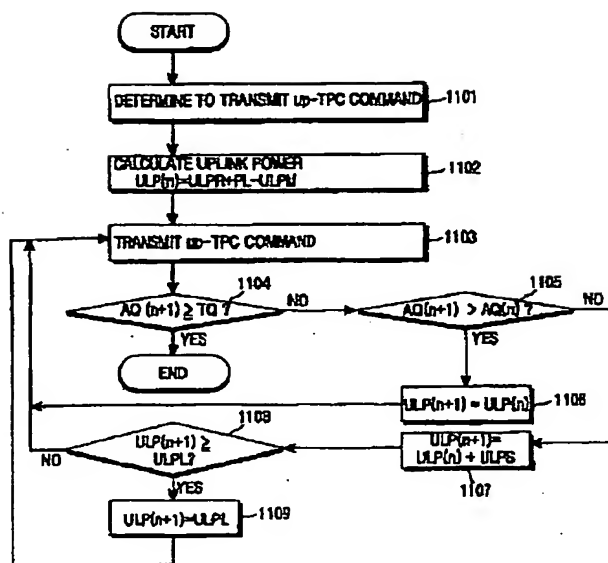 START
DETERMINE TO TRANSMIT up-TPC COMMAND
1101
CALCULATE UPLINK POWER
ULP(n)=ULPR+PL-ULPM
1102
TRANSMIT up-TPC COMMAND
1103
1104
AQ (n+1) ≥ TQ ?
NO
YES
END
1105
AQ(n+1) > AQ(n) ?
NO
YES
ULP(n+1) = ULP(n)
1106
ULP(n+1)=
ULP(n) + ULPS
1107
1108
ULP(n+1) ≥
ULPL?
NO
YES
ULP(n+1)=ULPL
1109